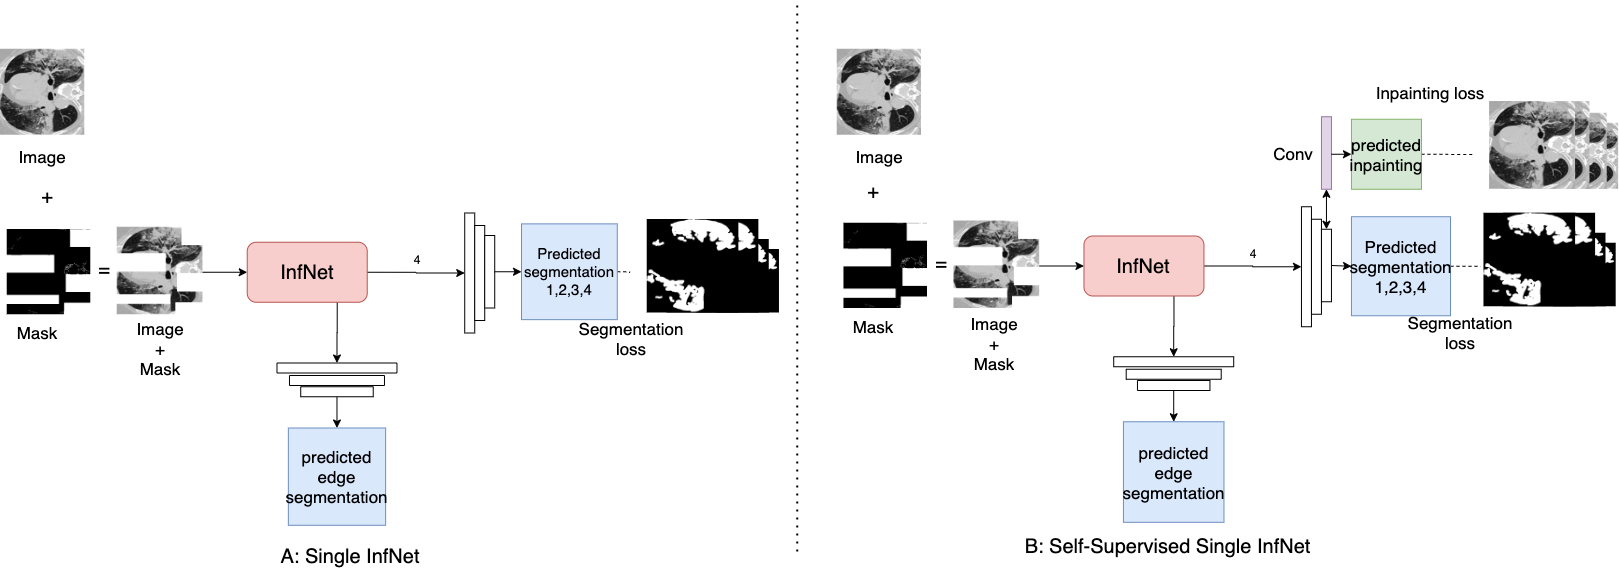 Image
+
Mask
=
Image
+
Mask
InfNet
4
Predicted
segmentation
1,2,3,4
Segmentation
loss
predicted
edge
segmentation
A: Single InfNet
Image
+
Mask
=
Image
+
Mask
InfNet
4
Conv
predicted
inpainting
Inpainting loss
Predicted
segmentation
1,2,3,4
Segmentation
loss
predicted
edge
segmentation
B: Self-Supervised Single InfNet